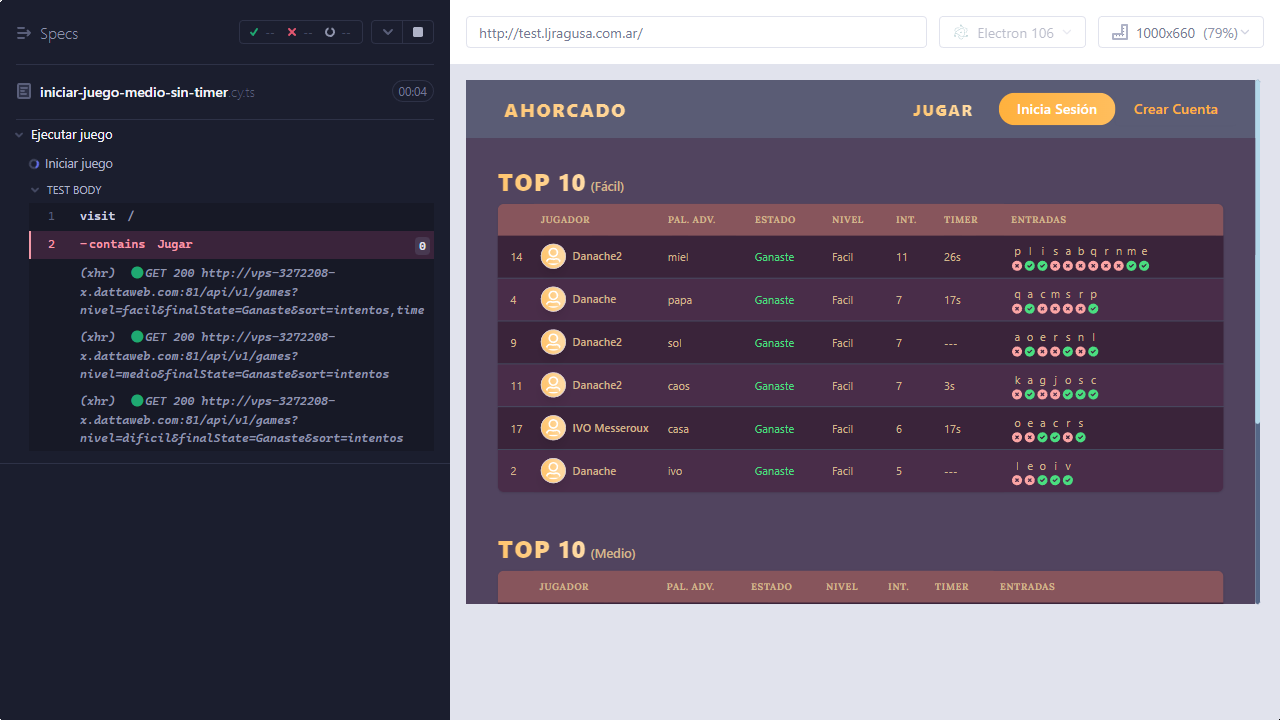 Specs
-- -- --
iniciar-juego-medio-sin-timer.cy.ts 00:04
Ejecutar juego
Iniciar juego
TEST BODY
1 visit /
2 -contains Jugar 0
(xhr) GET 200 http://vps-3272208-
x.dattaweb.com:81/api/v1/games?
nivel=facil&finalState=Ganaste&sort=intentos,time
(xhr) GET 200 http://vps-3272208-
x.dattaweb.com:81/api/v1/games?
nivel=medio&finalState=Ganaste&sort=intentos
(xhr) GET 200 http://vps-3272208-
x.dattaweb.com:81/api/v1/games?
nivel=dificil&finalState=Ganaste&sort=intentos
http://test.ljragusa.com.ar/
Electron 106
1000x660 (79%)
AHORCADO JUGAR Inicia Sesión Crear Cuenta
TOP 10 (Fácil)
JUGADOR PAL. ADV. ESTADO NIVEL INT. TIMER ENTRADAS
14 Danache2 miel Ganaste Facil 11 26s p l i s a b q r n m e
4 Danache papa Ganaste Facil 7 17s q a c m s r p
9 Danache2 sol Ganaste Facil 7 --- a o e r s n l
11 Danache2 caos Ganaste Facil 7 3s k a g j o s c
17 IVO Messeroux casa Ganaste Facil 6 17s o e a c r s
2 Danache ivo Ganaste Facil 5 --- l e o i v
TOP 10 (Medio)
JUGADOR PAL. ADV. ESTADO NIVEL INT. TIMER ENTRADAS